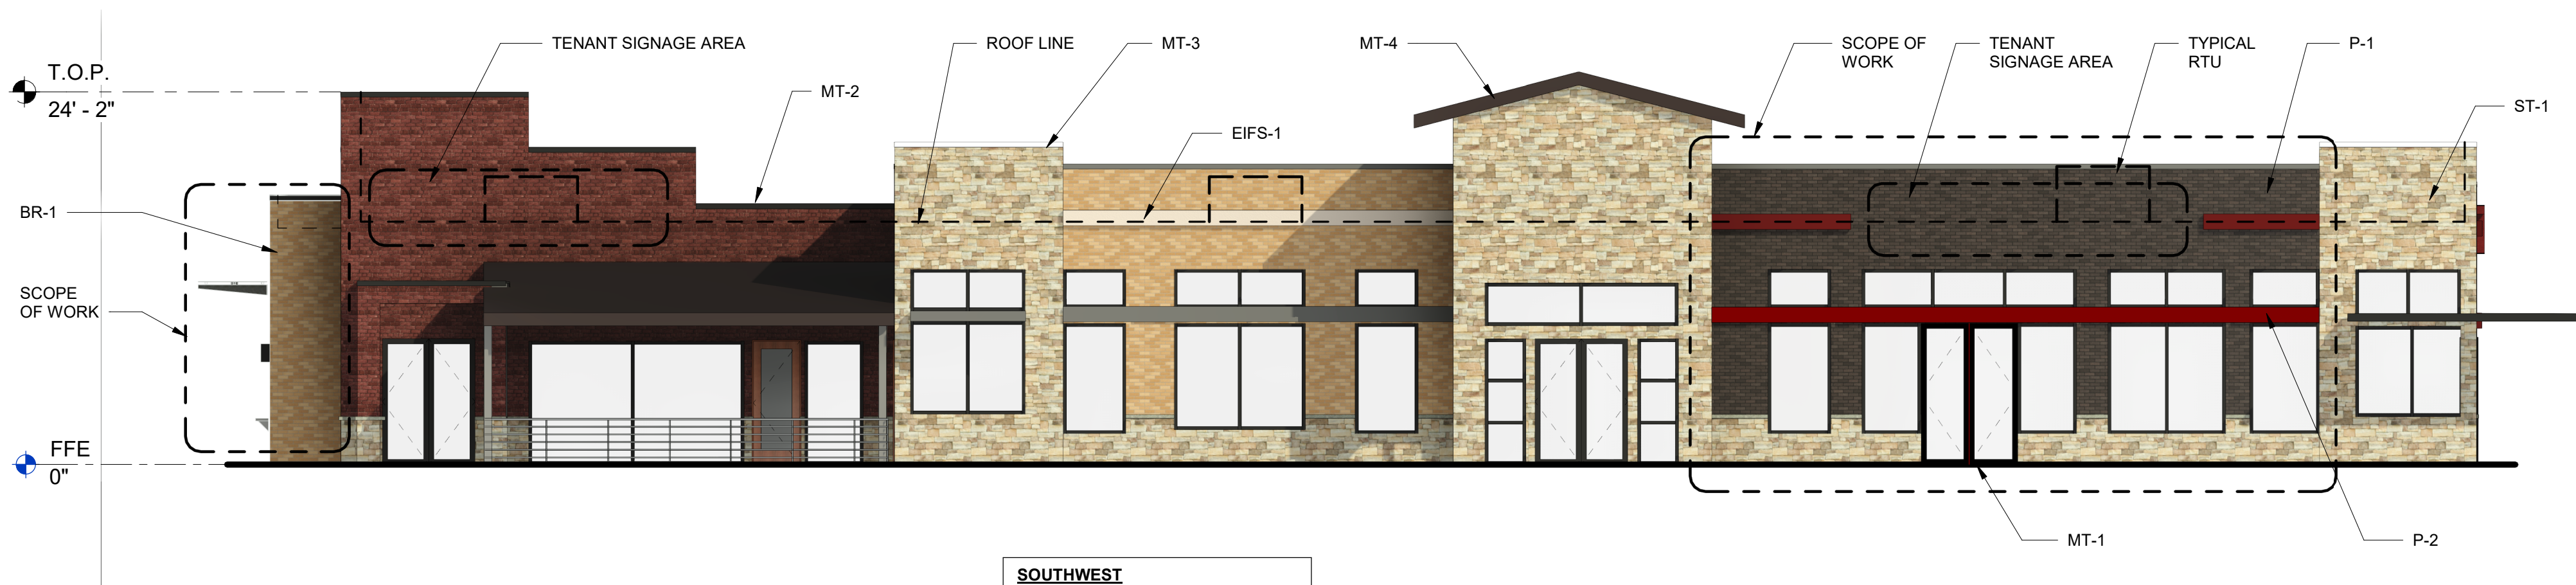 TENANT SIGNAGE AREA
ROOF LINE
MT-3
MT-4
SCOPE OF
WORK
TENANT
SIGNAGE AREA
TYPICAL
RTU
P-1
T.O.P.
24' - 2"
MT-2
ST-1
EIFS-1
BR-1
SCOPE
OF WORK
FFE
0"
MT-1
P-2
SOUTHWEST